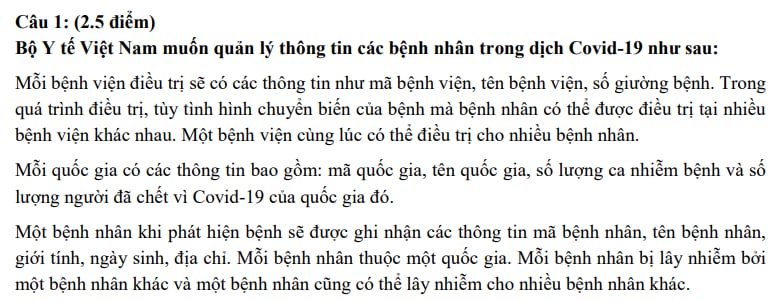 Câu 1: (2.5 điểm)
Bộ Y tế Việt Nam muốn quản lý thông tin các bệnh nhân trong dịch Covid-19 như sau:
Mỗi bệnh viện điều trị sẽ có các thông tin như mã bệnh viện, tên bệnh viện, số giường bệnh. Trong
quá trình điều trị, tùy tình hình chuyển biến của bệnh mà bệnh nhân có thể được điều trị tại nhiều
bệnh viện khác nhau. Một bệnh viện cùng lúc có thể điều trị cho nhiều bệnh nhân.
Mỗi quốc gia có các thông tin bao gồm: mã quốc gia, tên quốc gia, số lượng ca nhiễm bệnh và số
lượng người đã chết vì Covid-19 của quốc gia đó.
Một bệnh nhân khi phát hiện bệnh sẽ được ghi nhận các thông tin mã bệnh nhân, tên bệnh nhân,
giới tính, ngày sinh, địa chỉ. Mỗi bệnh nhân thuộc một quốc gia. Mỗi bệnh nhân bị lây nhiễm bởi
một bệnh nhân khác và một bệnh nhân cũng có thể lây nhiễm cho nhiều bệnh nhân khác.